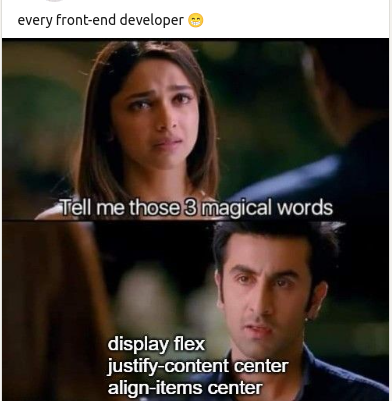 every front-end developer 😁
Tell me those 3 magical words
display flex
justify-content center
align-items center